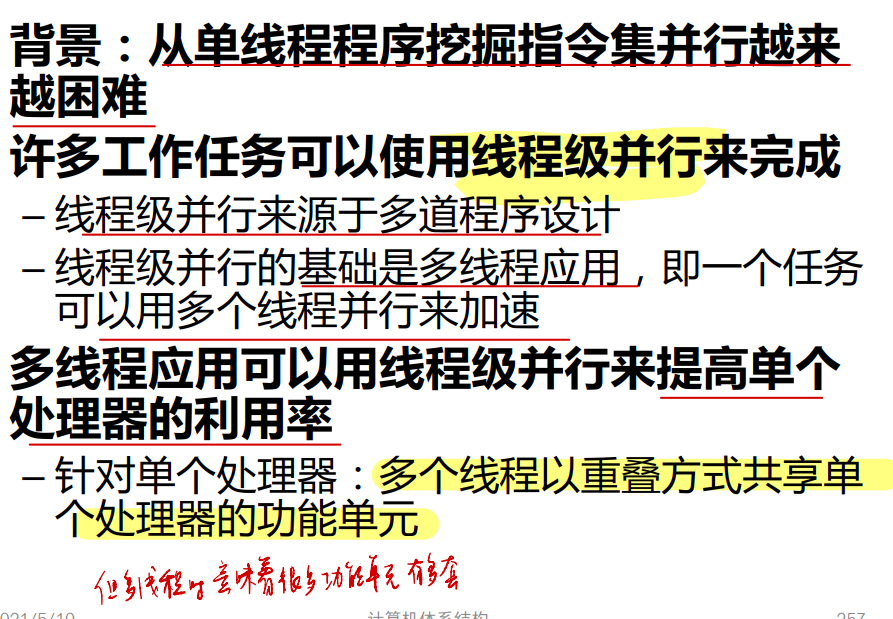 背景：从单线程程序挖掘指令集并行越来
越困难
许多工作任务可以使用线程级并行来完成
– 线程级并行来源于多道程序设计
– 线程级并行的基础是多线程应用，即一个任务
可以用多个线程并行来加速
多线程应用可以用线程级并行来提高单个
处理器的利用率
– 针对单个处理器：多个线程以重叠方式共享单
个处理器的功能单元
但多线程 意味着很多功能单元有多套
021/5/10
计算机体系结构
257